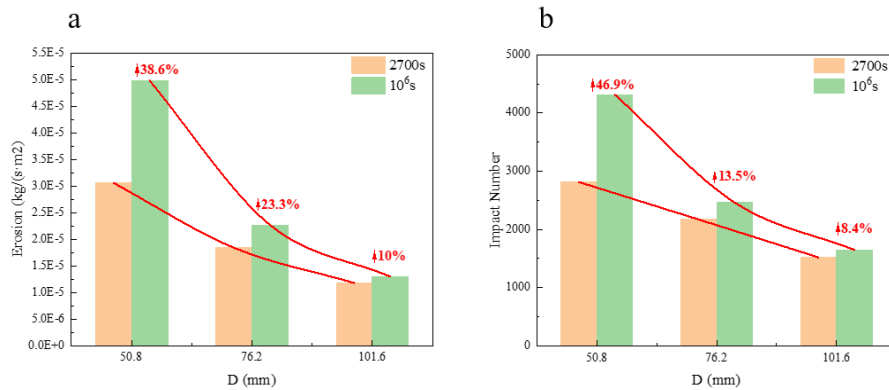 a
Erosion (kg/(s·m2)
5.5E-5
5.0E-5
4.5E-5
4.0E-5
3.5E-5
3.0E-5
2.5E-5
2.0E-5
1.5E-5
1.0E-5
5.0E-6
0.0E+0
38.6%
23.3%
10%
2700s
10⁶s
50.8
76.2
101.6
D (mm)
b
Impact Number
5000
4000
3000
2000
1000
0
46.9%
13.5%
8.4%
2700s
10⁶s
50.8
76.2
101.6
D (mm)